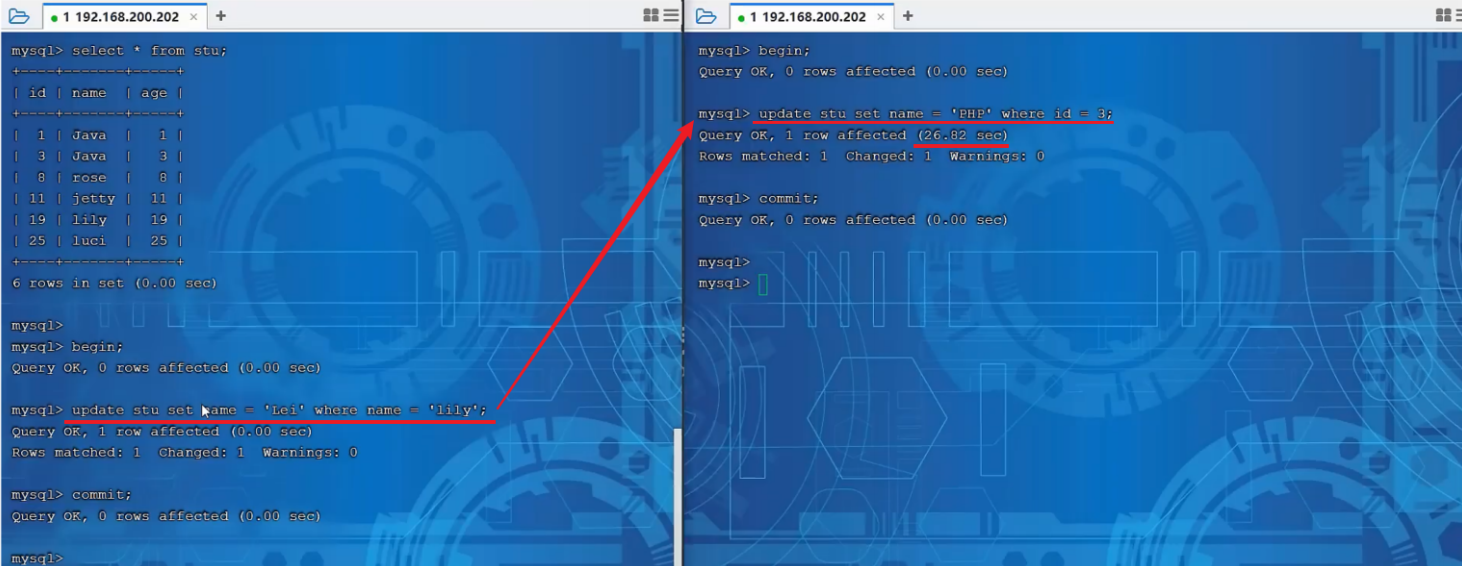 1 192.168.200.202 × +
mysql> select * from stu;
+----+-------+-----+
| id | name  | age |
+----+-------+-----+
|  1 | Java  |   1 |
|  3 | Java  |   3 |
|  8 | rose  |   8 |
| 11 | jetty |  11 |
| 19 | lily  |  19 |
| 25 | luci  |  25 |
+----+-------+-----+
6 rows in set (0.00 sec)
mysql>
mysql> begin;
Query OK, 0 rows affected (0.00 sec)
mysql> update stu set name = 'Lei' where name = 'lily';
Query OK, 1 row affected (0.00 sec)
Rows matched: 1  Changed: 1  Warnings: 0
mysql> commit;
Query OK, 0 rows affected (0.00 sec)
mysql>
1 192.168.200.202 × +
mysql> begin;
Query OK, 0 rows affected (0.00 sec)
mysql> update stu set name = 'PHP' where id = 3;
Query OK, 1 row affected (26.82 sec)
Rows matched: 1  Changed: 1  Warnings: 0
mysql> commit;
Query OK, 0 rows affected (0.00 sec)
mysql>
mysql>